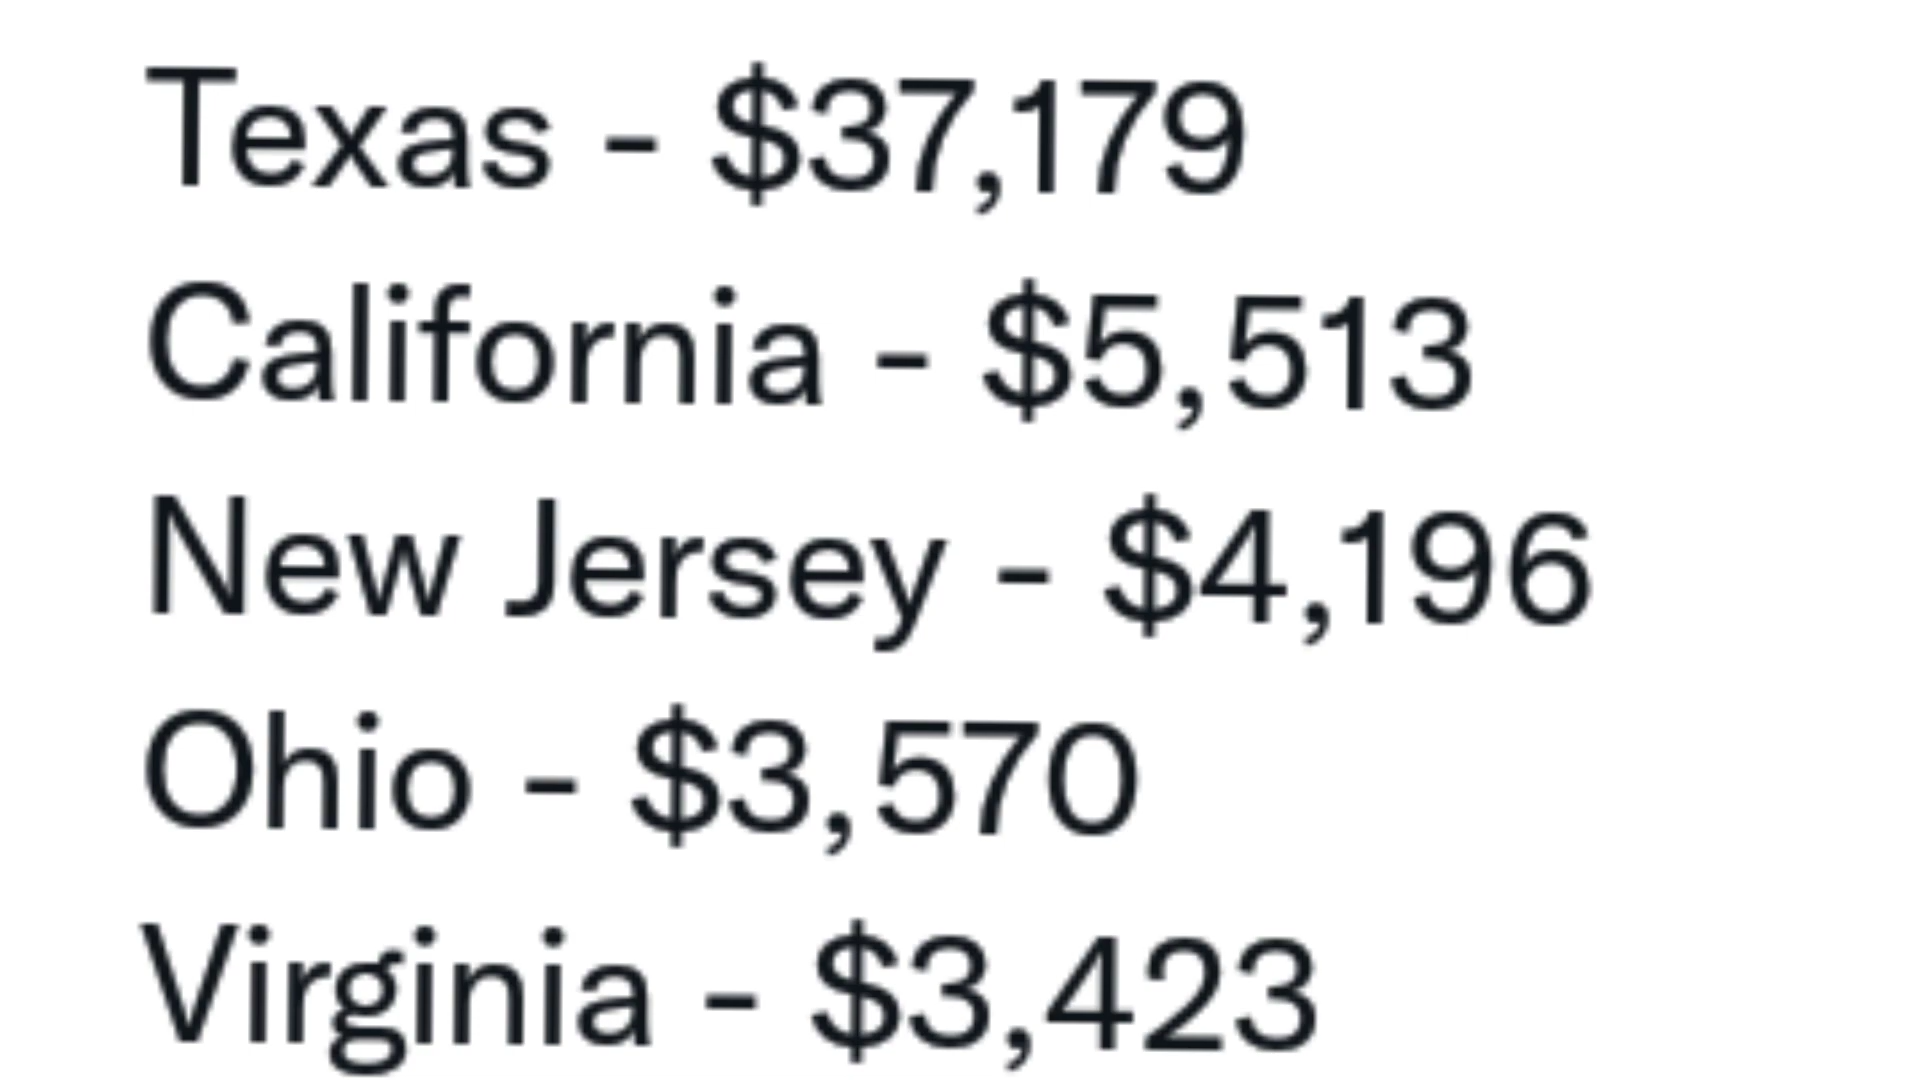 Texas - $37,179
California - $5,513
New Jersey - $4,196
Ohio - $3,570
Virginia - $3,423